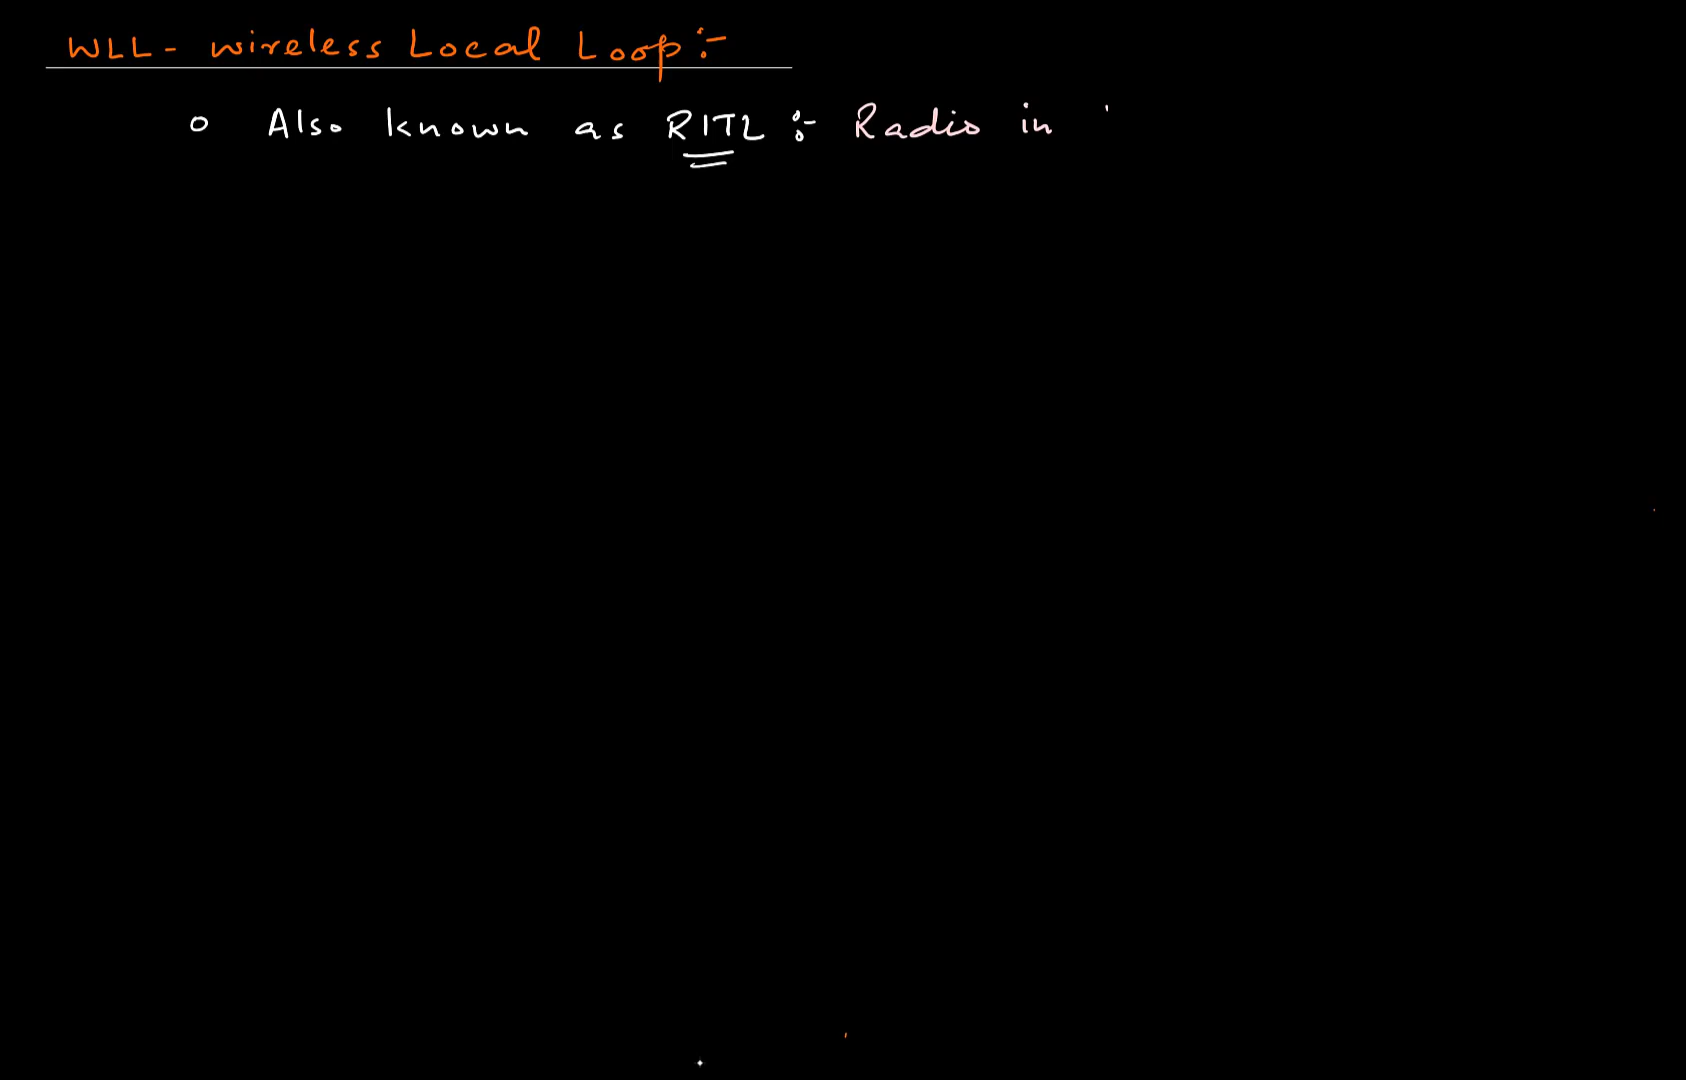 WLL - wireless Local Loop :-
o Also known as RITL :- Radio in